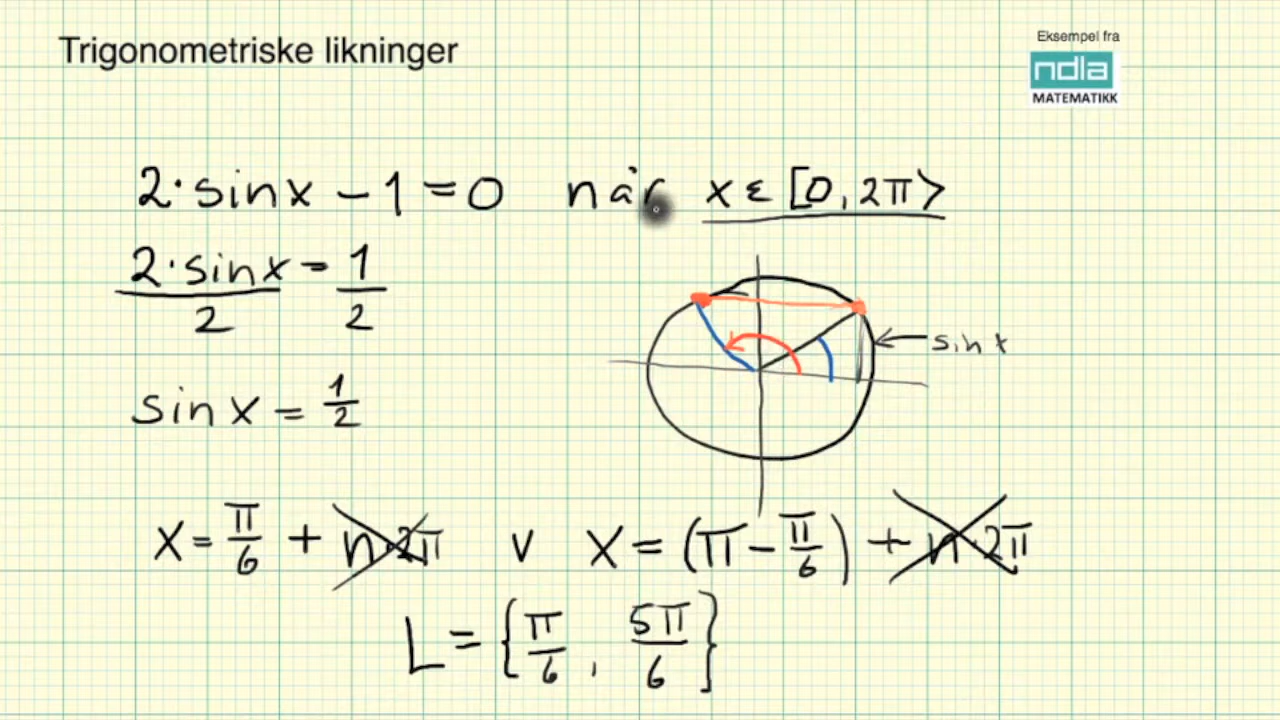 Trigonometriske likninger
Eksempel fra
ndla
MATEMATIKK
2·sinx − 1 = 0 når x ε [0, 2π⟩
2·sinx = 1
2 2
sinx = 1/2
sin x
x = π/6 + n·2π v x = (π − π/6) + n·2π
L = {π/6, 5π/6}